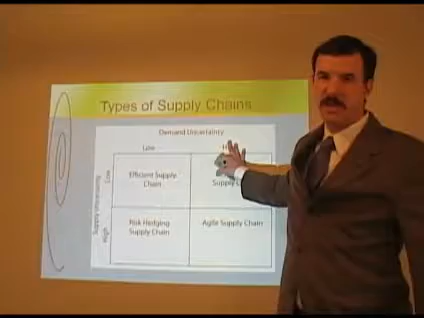 Types of Supply Chains
Demand Uncertainty
Low
Efficient Supply
Chain
Supply
Risk Hedging
Supply Chain
Agile Supply Chain
Supply Uncertainty
Low
High